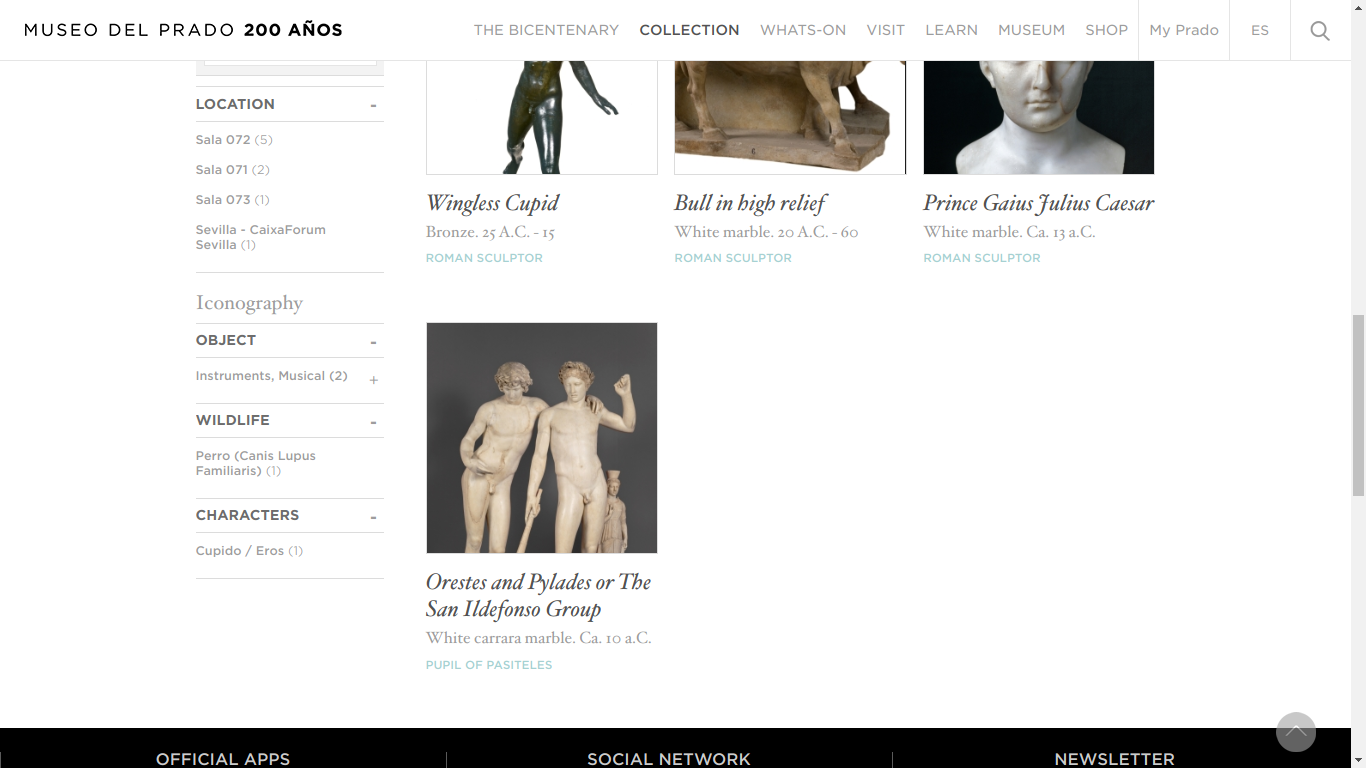 MUSEO DEL PRADO 200 AÑOS
THE BICENTENARY
COLLECTION
WHATS-ON
VISIT
LEARN
MUSEUM
SHOP
My Prado
ES
LOCATION -
Sala 072 (5)
Sala 071 (2)
Sala 073 (1)
Sevilla - CaixaForum
Sevilla (1)
Iconography
OBJECT -
Instruments, Musical (2) +
WILDLIFE -
Perro (Canis Lupus
Familiaris) (1)
CHARACTERS -
Cupido / Eros (1)
Wingless Cupid
Bronze. 25 A.C. - 15
ROMAN SCULPTOR
Bull in high relief
White marble. 20 A.C. - 60
ROMAN SCULPTOR
Prince Gaius Julius Caesar
White marble. Ca. 13 a.C.
ROMAN SCULPTOR
Orestes and Pylades or The
San Ildefonso Group
White carrara marble. Ca. 10 a.C.
PUPIL OF PASITELES
OFFICIAL APPS
SOCIAL NETWORK
NEWSLETTER